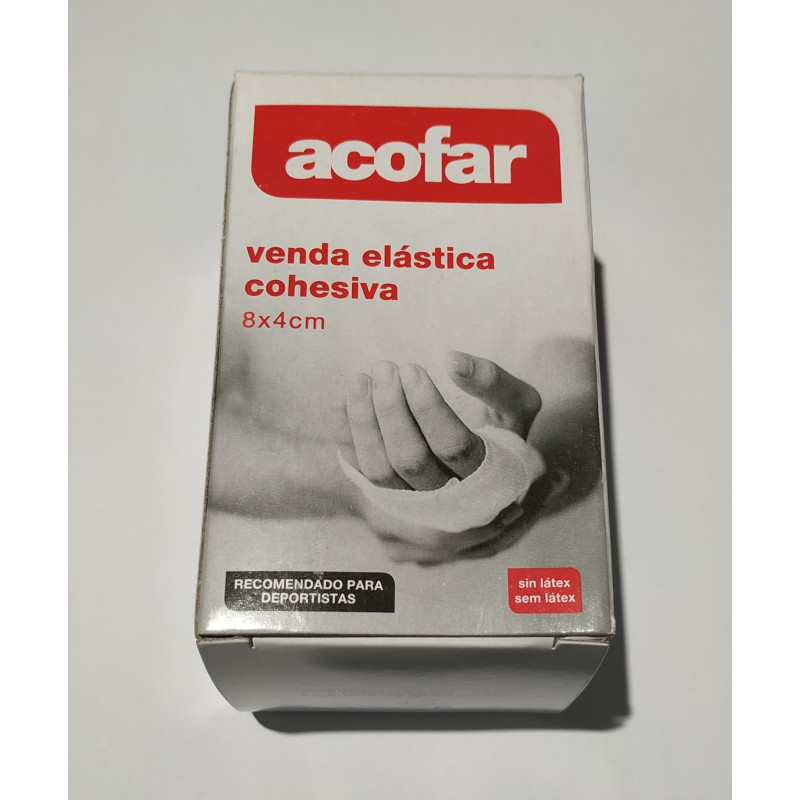 acofar
venda elástica
cohesiva
8x4cm
RECOMENDADO PARA
DEPORTISTAS
sin látex
sem látex